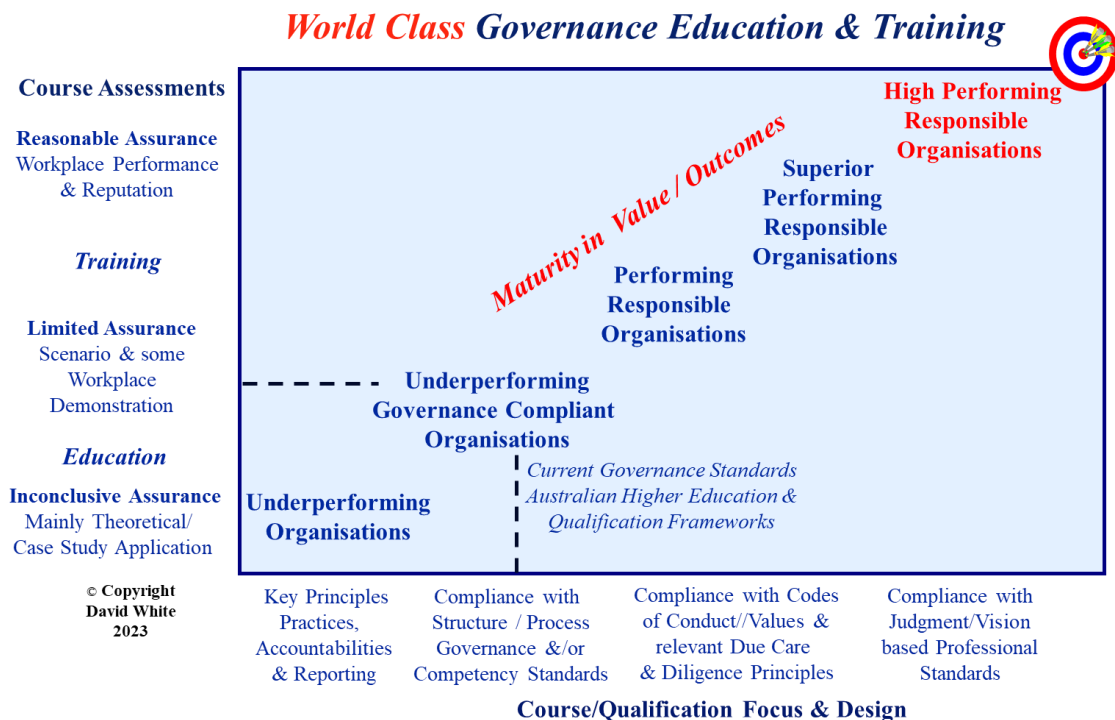 World Class Governance Education & Training
Course Assessments
Reasonable Assurance
Workplace Performance
& Reputation
Training
Limited Assurance
Scenario & some
Workplace
Demonstration
Education
Inconclusive Assurance
Mainly Theoretical/
Case Study Application
© Copyright
David White
2023
High Performing
Responsible
Organisations
Maturity in Value / Outcomes
Superior
Performing
Responsible
Organisations
Performing
Responsible
Organisations
Underperforming
Governance Compliant
Organisations
Current Governance Standards
Australian Higher Education &
Qualification Frameworks
Underperforming
Organisations
Key Principles
Practices,
Accountabilities
& Reporting
Compliance with
Structure / Process
Governance &/or
Competency Standards
Compliance with Codes
of Conduct//Values &
relevant Due Care
& Diligence Principles
Compliance with
Judgment/Vision
based Professional
Standards
Course/Qualification Focus & Design